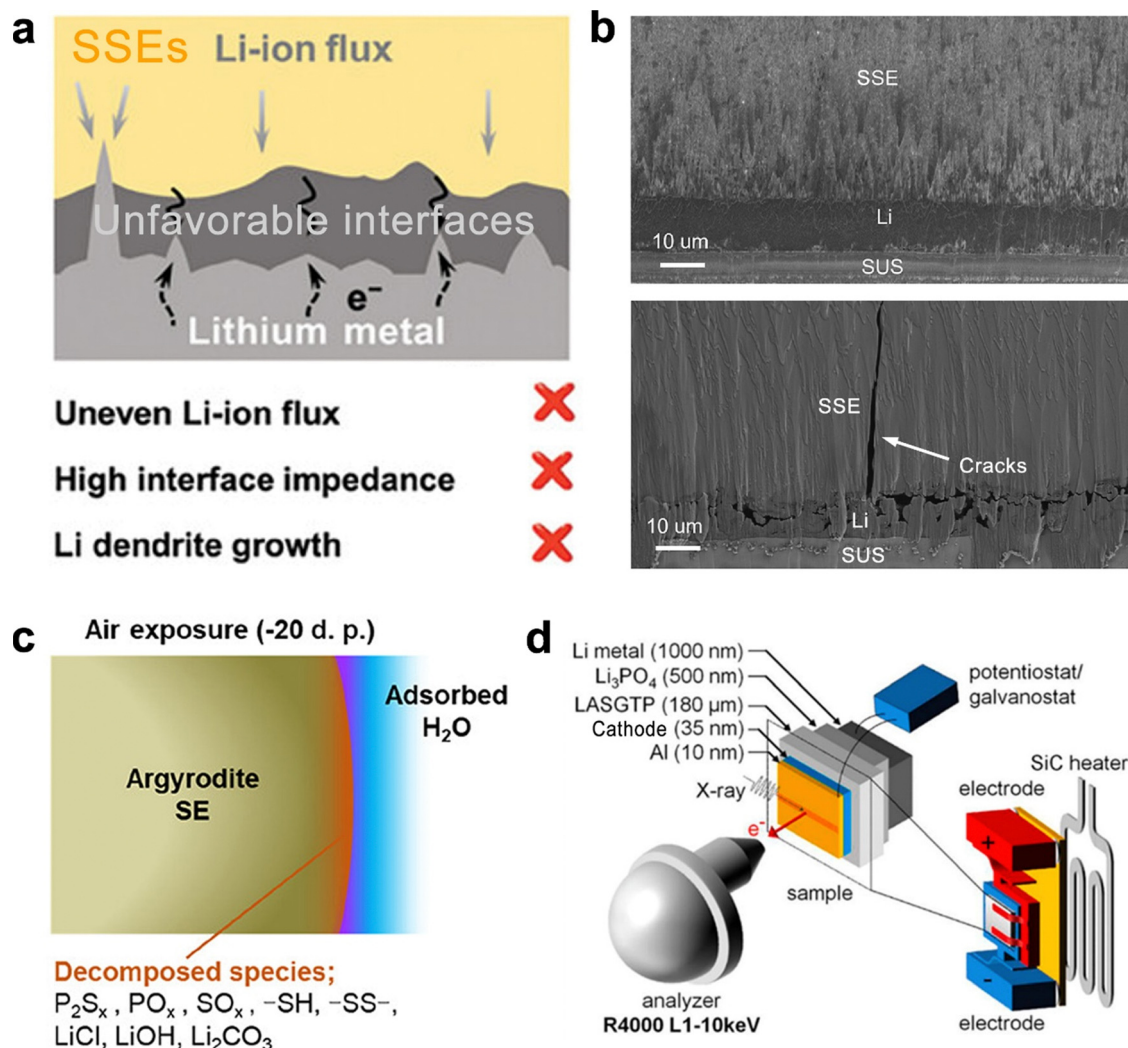 a
SSEs Li-ion flux
Unfavorable interfaces
e⁻
Lithium metal
Uneven Li-ion flux
High interface impedance
Li dendrite growth
b
SSE
Li
10 um
SUS
SSE
Cracks
Li
10 um
SUS
c
Air exposure (-20 d. p.)
Adsorbed
H₂O
Argyrodite
SE
Decomposed species;
P₂Sₓ, POₓ, SOₓ, -SH, -SS-,
LiCl, LiOH, Li₂CO₃
d
Li metal (1000 nm)
Li₃PO₄ (500 nm)
LASGTP (180 µm)
Cathode (35 nm)
Al (10 nm)
X-ray
e⁻
potentiostat/
galvanostat
SiC heater
electrode
+
sample
-
analyzer
R4000 L1-10keV
electrode